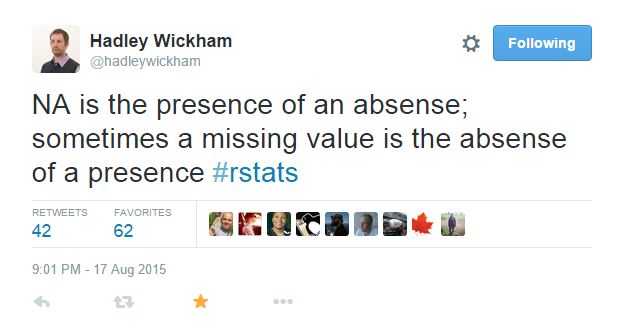 Hadley Wickham
@hadleywickham
Following
NA is the presence of an absense;
sometimes a missing value is the absense
of a presence #rstats
RETWEETS
42
FAVORITES
62
9:01 PM - 17 Aug 2015